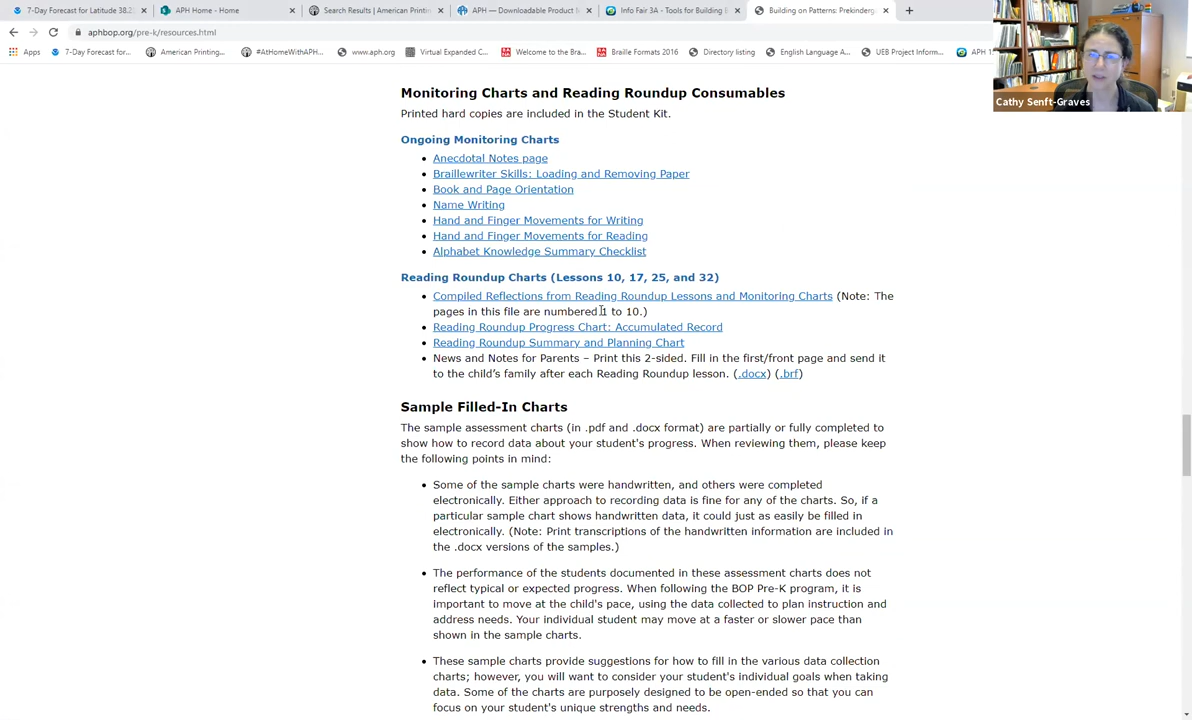 7-Day Forecast for Latitude 38.2
APH Home - Home
Search Results | American Printin
APH — Downloadable Product M
Info Fair 3A - Tools for Building B
Building on Patterns: Prekinderg
aphbop.org/pre-k/resources.html
Apps
7-Day Forecast for...
American Printing...
#AtHomeWithAPH...
www.aph.org
Virtual Expanded C...
Welcome to the Bra...
Braille Formats 2016
Directory listing
English Language A...
UEB Project Inform...
APH 1
Cathy Senft-Graves
Monitoring Charts and Reading Roundup Consumables
Printed hard copies are included in the Student Kit.
Ongoing Monitoring Charts
• Anecdotal Notes page
• Braillewriter Skills: Loading and Removing Paper
• Book and Page Orientation
• Name Writing
• Hand and Finger Movements for Writing
• Hand and Finger Movements for Reading
• Alphabet Knowledge Summary Checklist
Reading Roundup Charts (Lessons 10, 17, 25, and 32)
• Compiled Reflections from Reading Roundup Lessons and Monitoring Charts (Note: The
pages in this file are numbered 1 to 10.)
• Reading Roundup Progress Chart: Accumulated Record
• Reading Roundup Summary and Planning Chart
• News and Notes for Parents – Print this 2-sided. Fill in the first/front page and send it
to the child's family after each Reading Roundup lesson. (.docx) (.brf)
Sample Filled-In Charts
The sample assessment charts (in .pdf and .docx format) are partially or fully completed to
show how to record data about your student's progress. When reviewing them, please keep
the following points in mind:
• Some of the sample charts were handwritten, and others were completed
electronically. Either approach to recording data is fine for any of the charts. So, if a
particular sample chart shows handwritten data, it could just as easily be filled in
electronically. (Note: Print transcriptions of the handwritten information are included in
the .docx versions of the samples.)
• The performance of the students documented in these assessment charts does not
reflect typical or expected progress. When following the BOP Pre-K program, it is
important to move at the child's pace, using the data collected to plan instruction and
address needs. Your individual student may move at a faster or slower pace than
shown in the sample charts.
• These sample charts provide suggestions for how to fill in the various data collection
charts; however, you will want to consider your student's individual goals when taking
data. Some of the charts are purposely designed to be open-ended so that you can
focus on your student's unique strengths and needs.